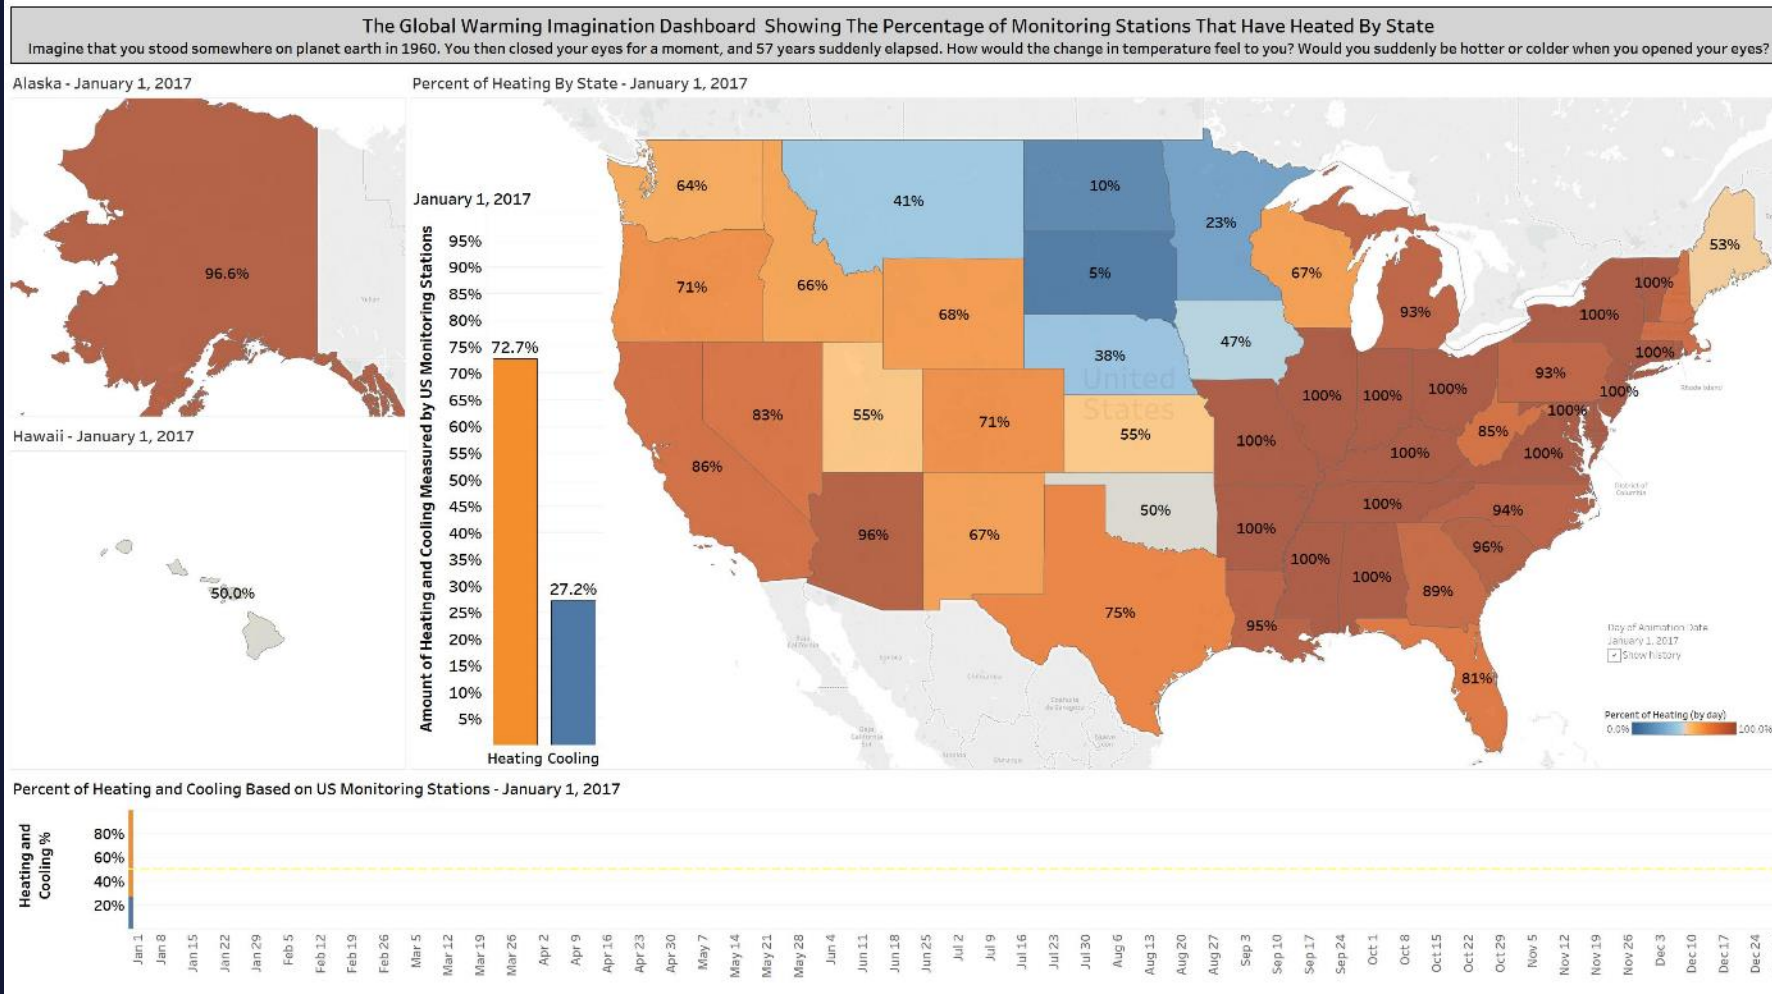 The Global Warming Imagination Dashboard Showing The Percentage of Monitoring Stations That Have Heated By State
Imagine that you stood somewhere on planet earth in 1960. You then closed your eyes for a moment, and 57 years suddenly elapsed. How would the change in temperature feel to you? Would you suddenly be hotter or colder when you opened your eyes?
Alaska - January 1, 2017
96.6%
Yukon
Hawaii - January 1, 2017
50.0%
Percent of Heating By State - January 1, 2017
January 1, 2017
Amount of Heating and Cooling Measured by US Monitoring Stations
95%
90%
85%
80%
75%
70%
65%
60%
55%
50%
45%
40%
35%
30%
25%
20%
15%
10%
5%
72.7%
27.2%
Heating Cooling
64%
41%
10%
23%
53%
71%
66%
68%
5%
67%
93%
100%
100%
38%
47%
100%
93%
83%
55%
71%
United
States
55%
100%
100%
100%
100%
100%
85%
100%
86%
100%
100%
96%
67%
50%
100%
100%
94%
100%
100%
96%
89%
75%
95%
81%
Rhode Island
District of
Columbia
Chihuahua
Coahuila
de Zaragoza
Baja
California
Sur
Day of Animation Date
January 1, 2017
Show history
Percent of Heating (by day)
0.0% 100.0%
Percent of Heating and Cooling Based on US Monitoring Stations - January 1, 2017
Heating and
Cooling %
80%
60%
40%
20%
Jan 1
Jan 8
Jan 15
Jan 22
Jan 29
Feb 5
Feb 12
Feb 19
Feb 26
Mar 5
Mar 12
Mar 19
Mar 26
Apr 2
Apr 9
Apr 16
Apr 23
Apr 30
May 7
May 14
May 21
May 28
Jun 4
Jun 11
Jun 18
Jun 25
Jul 2
Jul 9
Jul 16
Jul 23
Jul 30
Aug 6
Aug 13
Aug 20
Aug 27
Sep 3
Sep 10
Sep 17
Sep 24
Oct 1
Oct 8
Oct 15
Oct 22
Oct 29
Nov 5
Nov 12
Nov 19
Nov 26
Dec 3
Dec 10
Dec 17
Dec 24